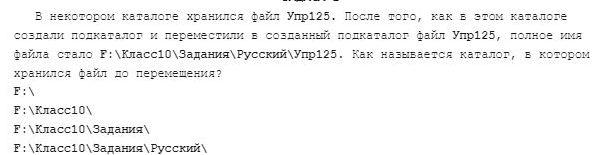 В некотором каталоге хранился файл Упр125. После того, как в этом каталоге
создали подкаталог и переместили в созданный подкаталог файл Упр125, полное имя
файла стало F:\Класс10\Задания\Русский\Упр125. Как называется каталог, в котором
хранился файл до перемещения?
F:\
F:\Класс10\
F:\Класс10\Задания\
F:\Класс10\Задания\Русский\